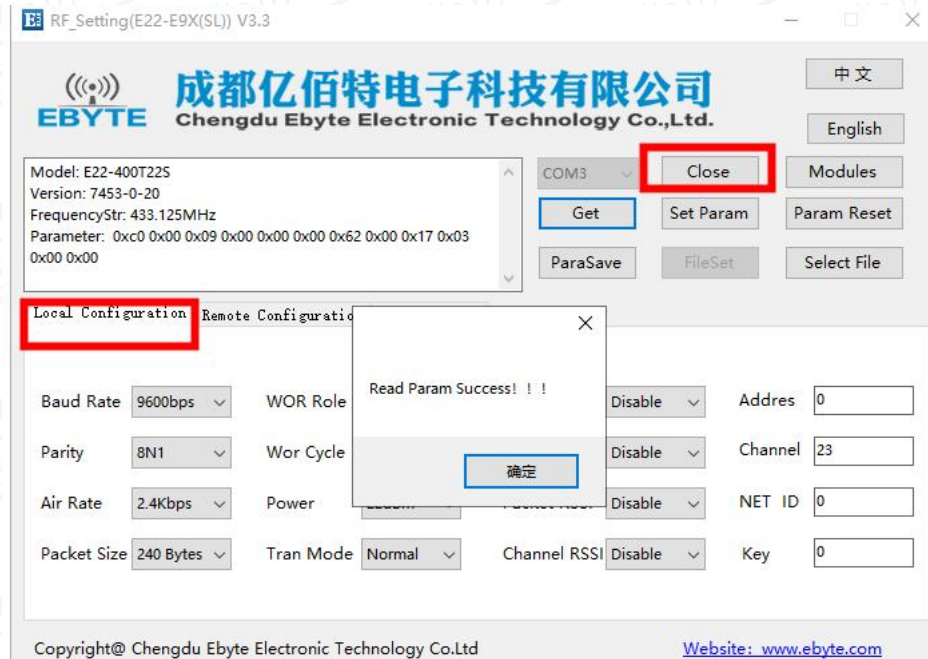 RF_Setting(E22-E9X(SL)) V3.3
成都亿佰特电子科技有限公司
EBYTE
Chengdu Ebyte Electronic Technology Co.,Ltd.
中文
English
Model: E22-400T22S
Version: 7453-0-20
FrequencyStr: 433.125MHz
Parameter: 0xc0 0x00 0x09 0x00 0x00 0x00 0x62 0x00 0x17 0x03
0x00 0x00
COM3 Close Modules
Get Set Param Param Reset
ParaSave FileSet Select File
Local Configuration Remote Configuratio
Read Param Success！！！
确定
Baud Rate 9600bps WOR Role Disable Addres 0
Parity 8N1 Wor Cycle Disable Channel 23
Air Rate 2.4Kbps Power Disable NET ID 0
Packet Size 240 Bytes Tran Mode Normal Channel RSSI Disable Key 0
Copyright@ Chengdu Ebyte Electronic Technology Co.Ltd Website: www.ebyte.com